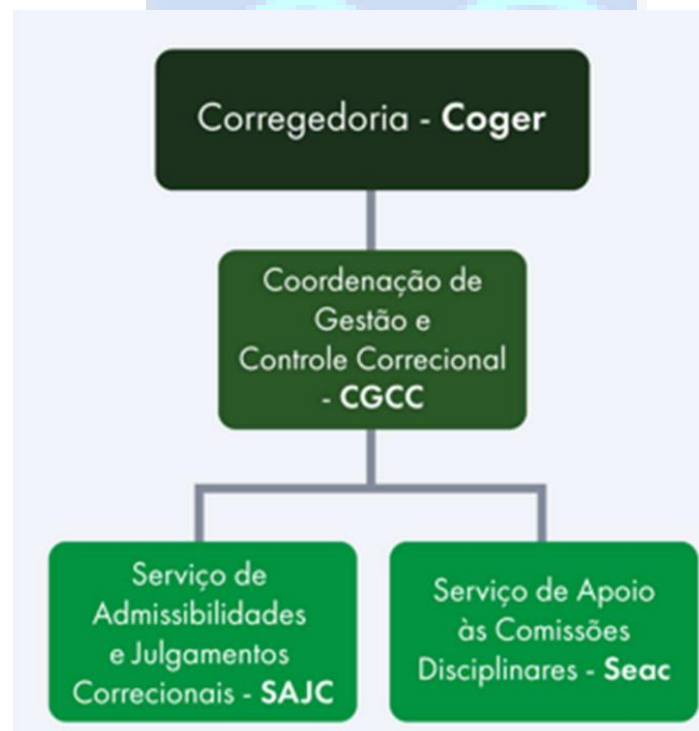 Corregedoria - Coger
Coordenação de
Gestão e
Controle Correcional
- CGCC
Serviço de
Admissibilidades
e Julgamentos
Correcionais - SAJC
Serviço de Apoio
às Comissões
Disciplinares - Seac